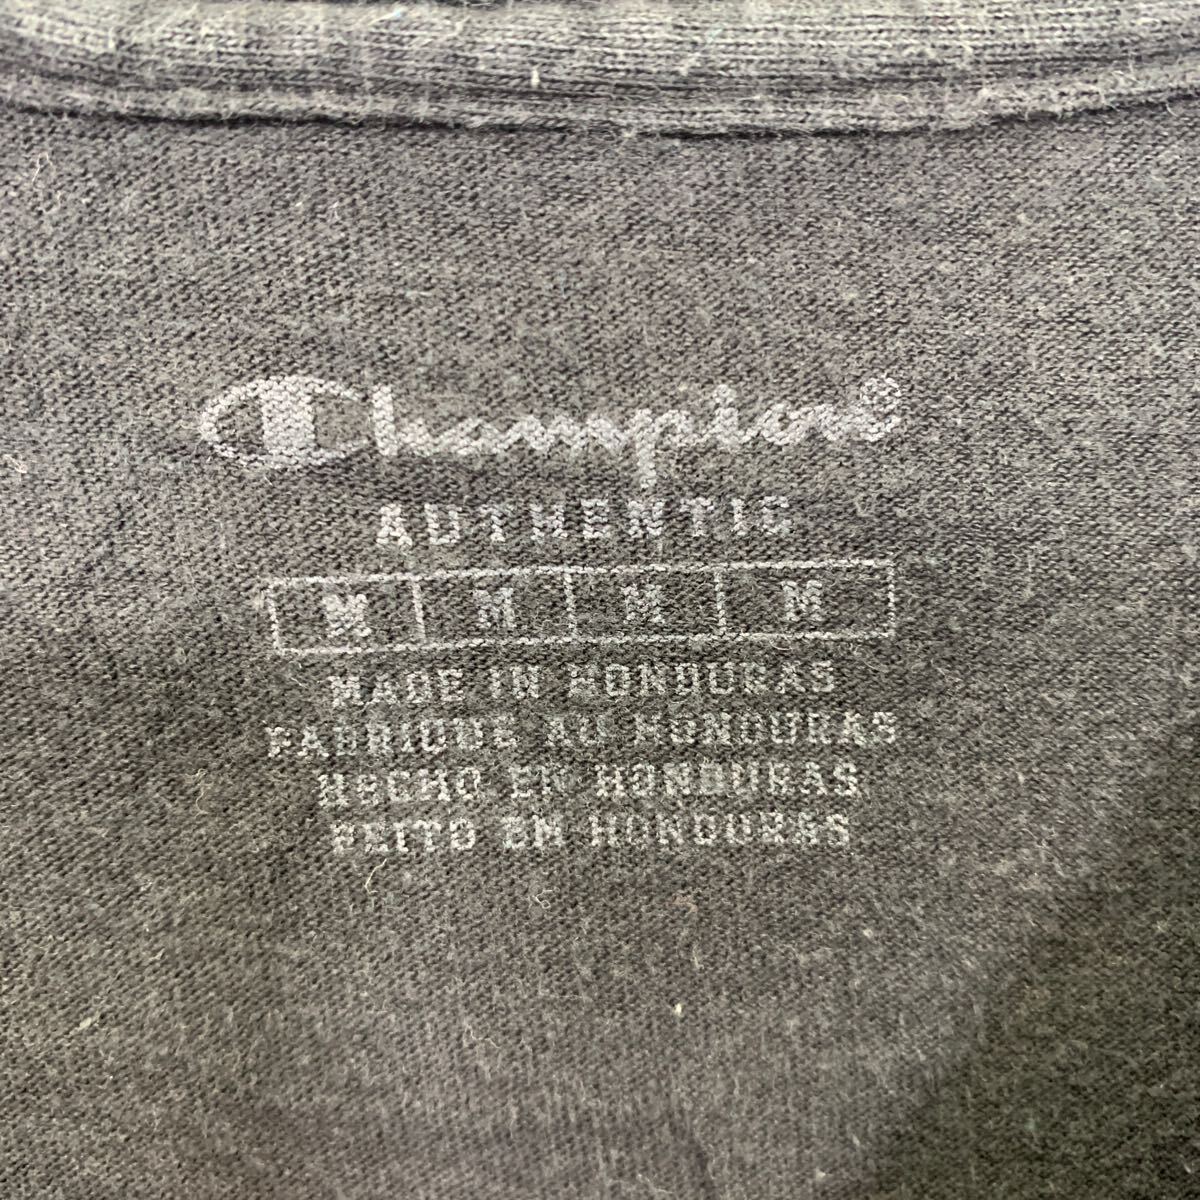 Champion
AUTHENTIC
M M M M
MADE IN HONDURAS
FABRIQUE AU HONDURAS
HECHO EN HONDURAS
FEITO EM HONDURAS